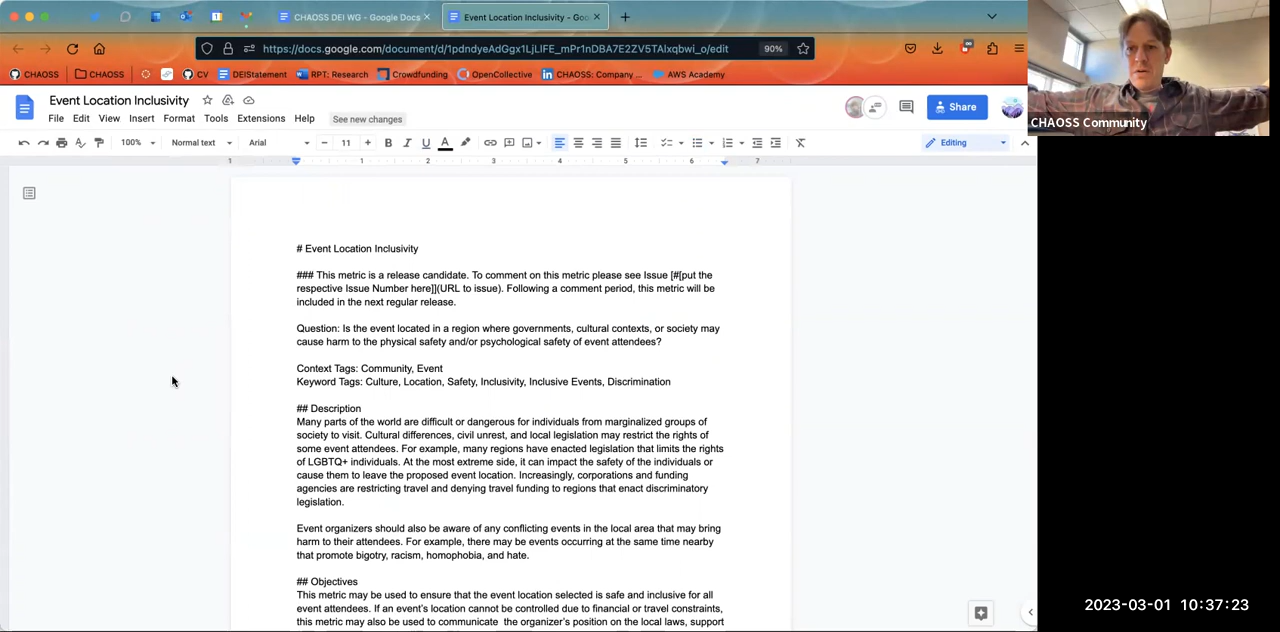 CHAOSS DEI WG - Google Docs
Event Location Inclusivity - Goo
https://docs.google.com/document/d/1pdndyeAdGgx1LjLIFE_mPr1nDBA7E2ZV5TAlxqbwi_o/edit
90%
CHAOSS
CHAOSS
CV
DEIStatement
RPT: Research
Crowdfunding
OpenCollective
CHAOSS: Company ...
AWS Academy
CHAOSS Community
Event Location Inclusivity
File Edit View Insert Format Tools Extensions Help
See new changes
Share
100% Normal text Arial 11 B I U A Editing
1 1 2 3 4 5 6 7
# Event Location Inclusivity
### This metric is a release candidate. To comment on this metric please see Issue [#[put the
respective Issue Number here]](URL to issue). Following a comment period, this metric will be
included in the next regular release.
Question: Is the event located in a region where governments, cultural contexts, or society may
cause harm to the physical safety and/or psychological safety of event attendees?
Context Tags: Community, Event
Keyword Tags: Culture, Location, Safety, Inclusivity, Inclusive Events, Discrimination
## Description
Many parts of the world are difficult or dangerous for individuals from marginalized groups of
society to visit. Cultural differences, civil unrest, and local legislation may restrict the rights of
some event attendees. For example, many regions have enacted legislation that limits the rights
of LGBTQ+ individuals. At the most extreme side, it can impact the safety of the individuals or
cause them to leave the proposed event location. Increasingly, corporations and funding
agencies are restricting travel and denying travel funding to regions that enact discriminatory
legislation.
Event organizers should also be aware of any conflicting events in the local area that may bring
harm to their attendees. For example, there may be events occurring at the same time nearby
that promote bigotry, racism, homophobia, and hate.
## Objectives
This metric may be used to ensure that the event location selected is safe and inclusive for all
event attendees. If an event's location cannot be controlled due to financial or travel constraints,
this metric may also be used to communicate  the organizer's position on the local laws, support
2023-03-01 10:37:23